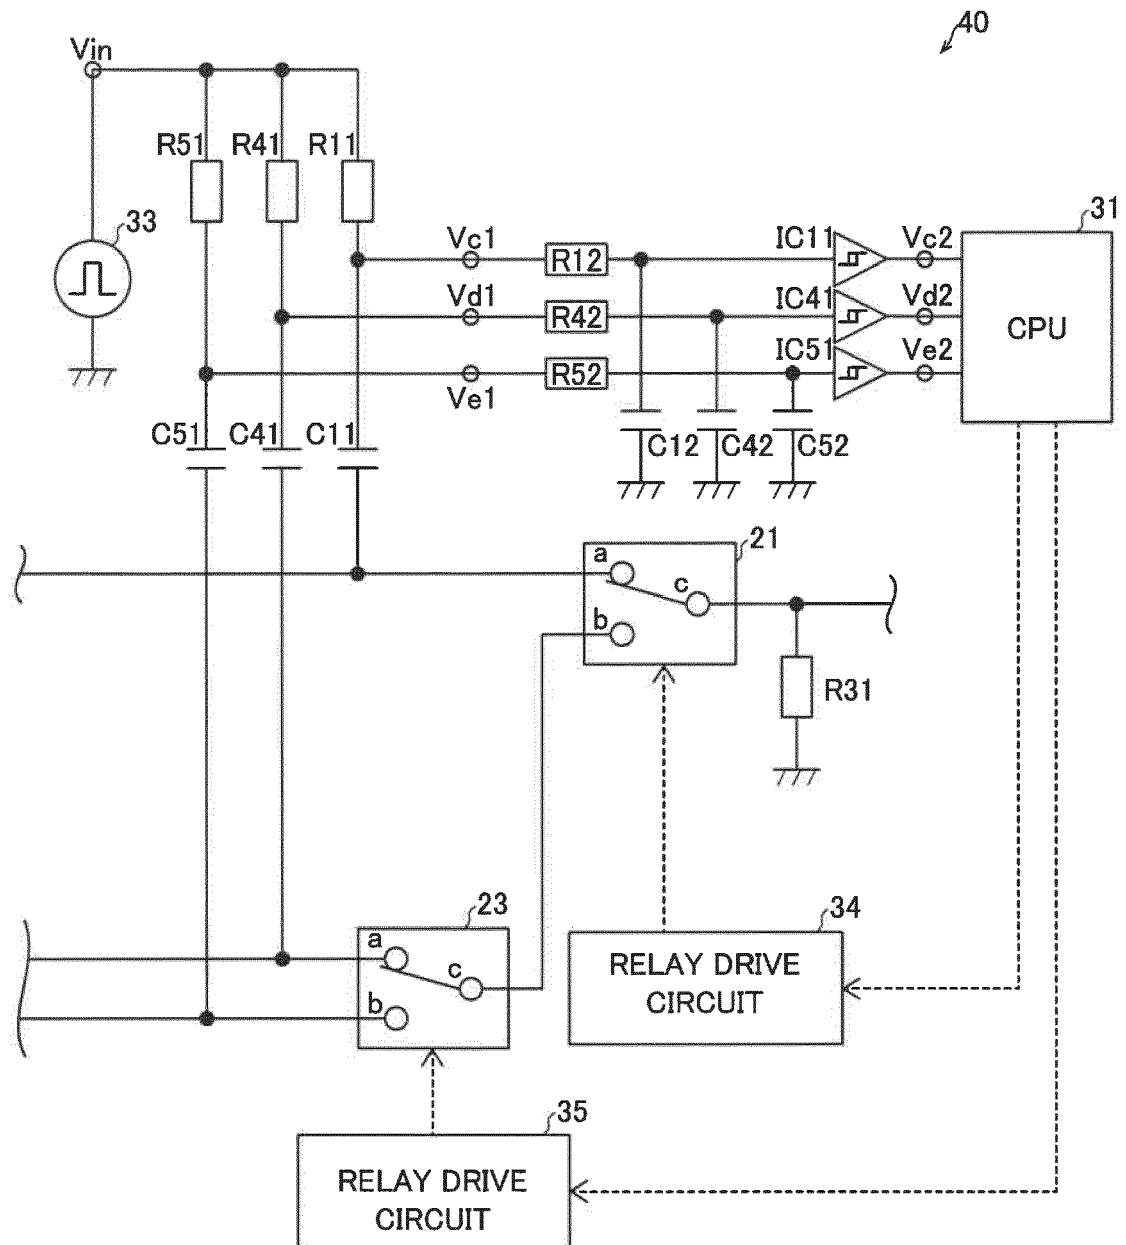 40
Vin
R51 R41 R11
33
31
Vc1 IC11 Vc2
R12
Vd1 IC41 Vd2
R42
CPU
IC51 Ve2
R52
Ve1
C51 C41 C11
C12 C42 C52
21
a
c
b
R31
23
a
c
b
34
RELAY DRIVE
CIRCUIT
35
RELAY DRIVE
CIRCUIT